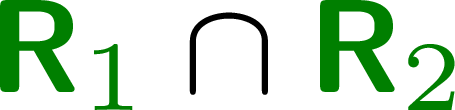 R₁ ∩ R₂